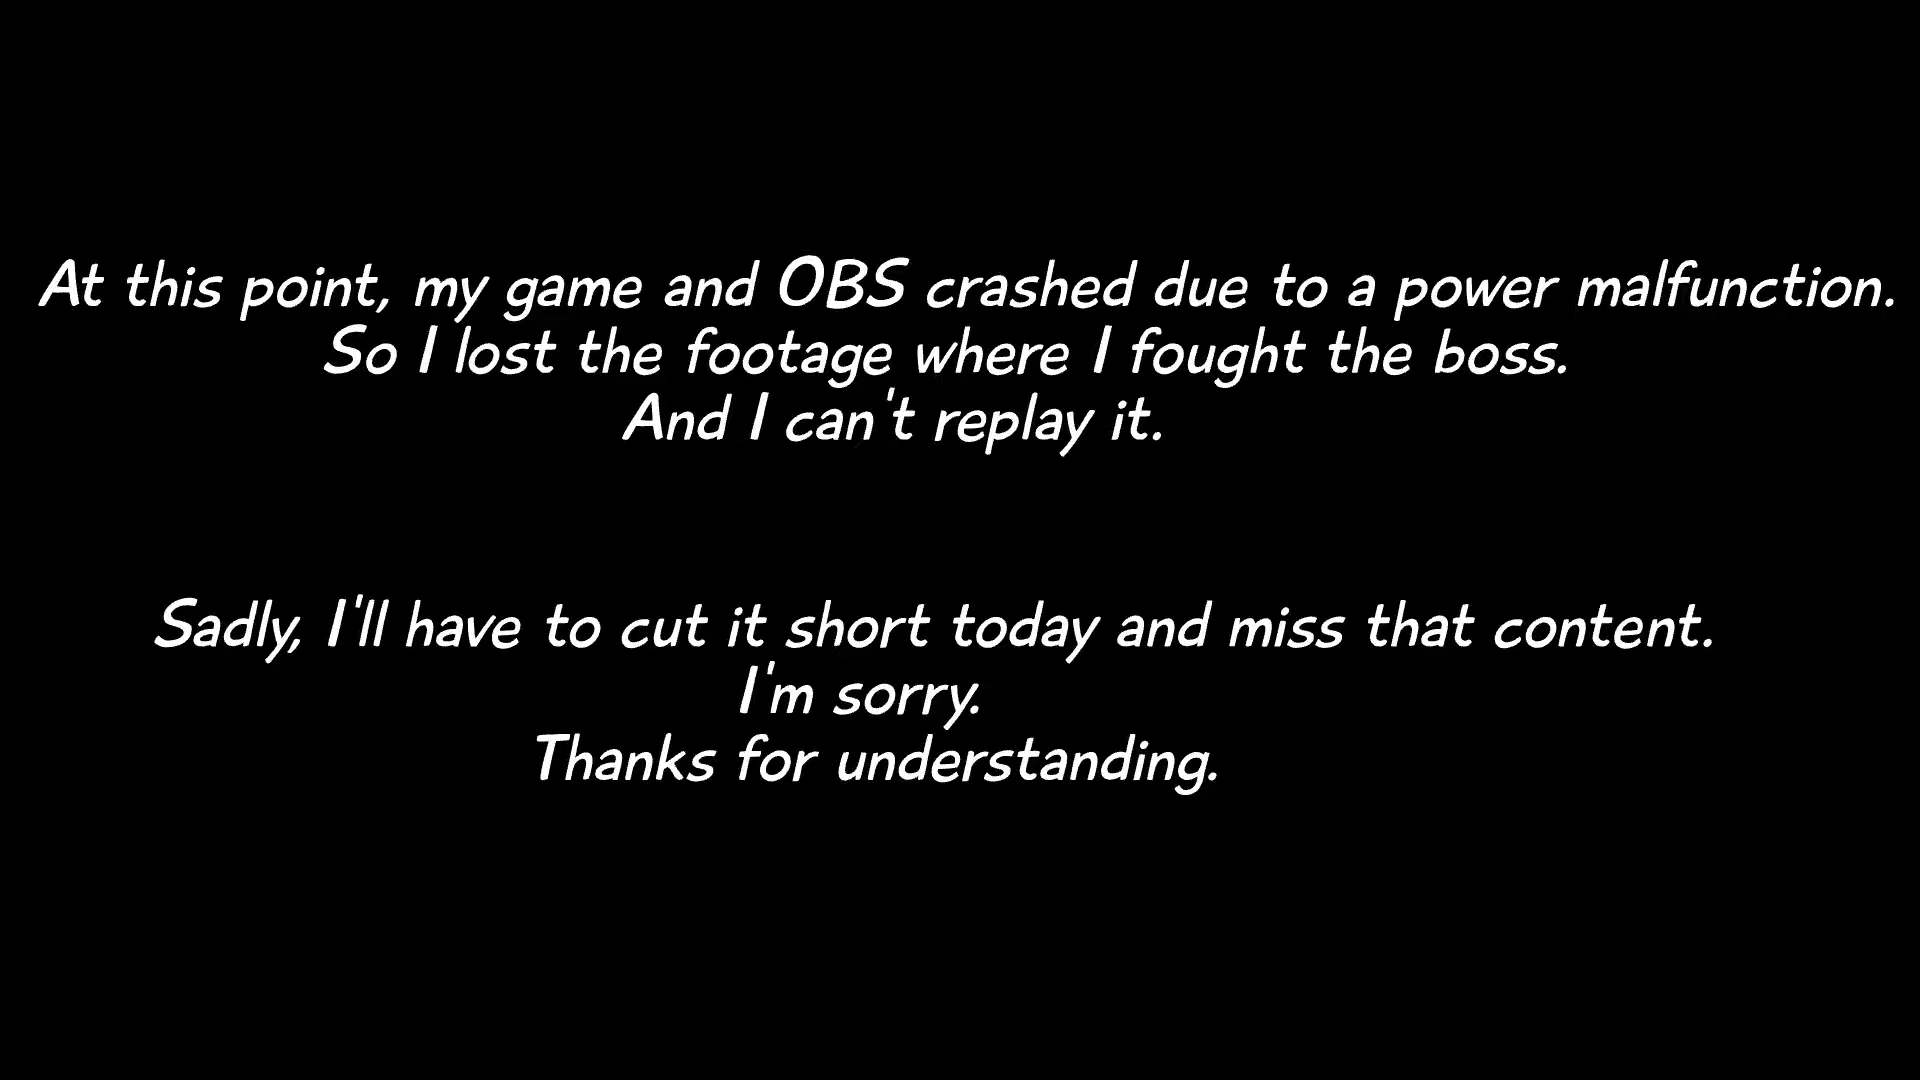 At this point, my game and OBS crashed due to a power malfunction.
So I lost the footage where I fought the boss.
And I can't replay it.
Sadly, I'll have to cut it short today and miss that content.
I'm sorry.
Thanks for understanding.